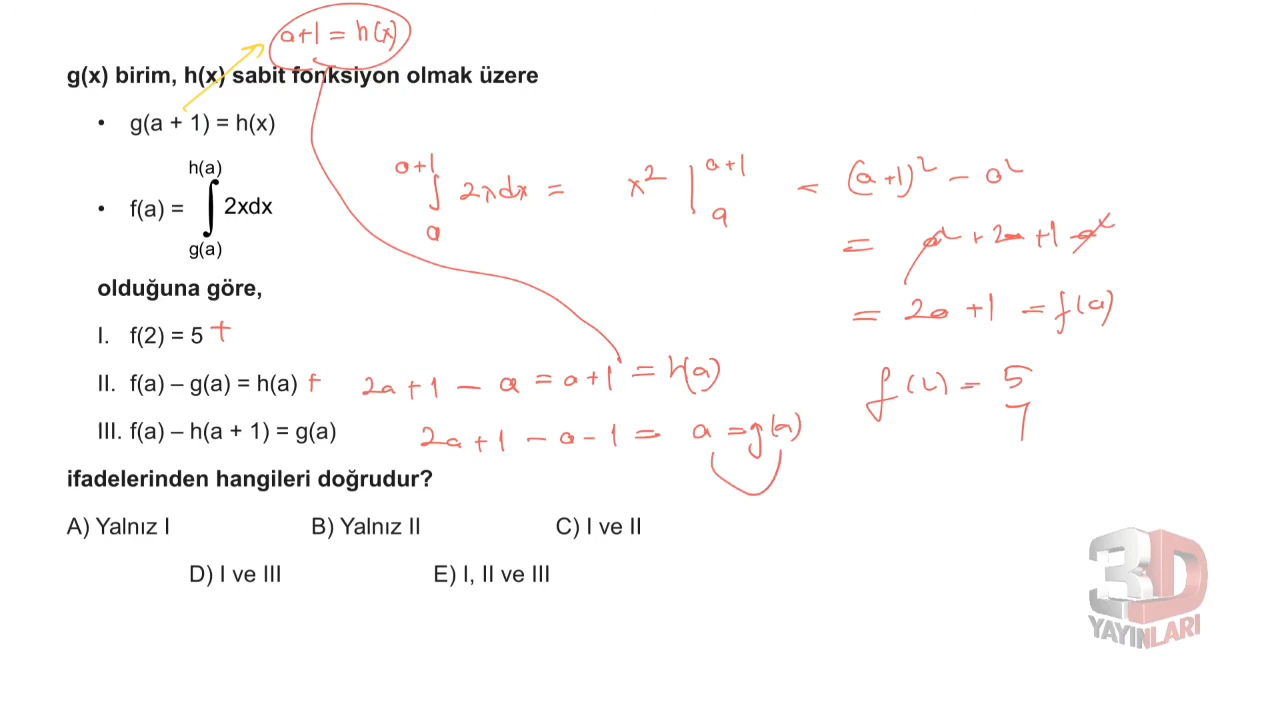 a+1 = h(x)
g(x) birim, h(x) sabit fonksiyon olmak üzere
• g(a + 1) = h(x)
• f(a) = ∫_{g(a)}^{h(a)} 2xdx
∫_{a}^{a+1} 2xdx = x² |_{a}^{a+1} = (a+1)² - a²
= a² + 2a + 1 - a²
= 2a + 1 = f(a)
olduğuna göre,
I. f(2) = 5 +
II. f(a) – g(a) = h(a) f
2a + 1 - a = a + 1 = h(a)
f(2) = 5
III. f(a) – h(a + 1) = g(a)
2a + 1 - a - 1 = a = g(a)
ifadelerinden hangileri doğrudur?
A) Yalnız I B) Yalnız II C) I ve II
D) I ve III E) I, II ve III
3D
YAYINLARI